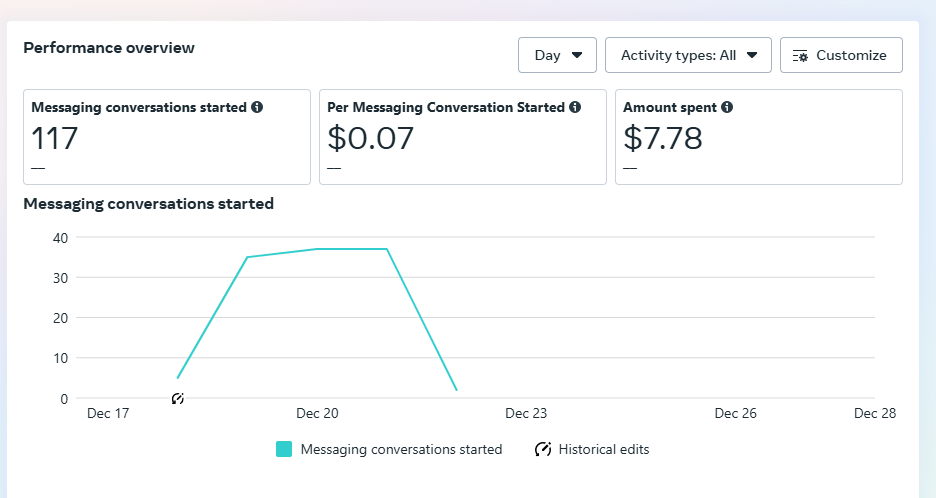 Performance overview
Day
Activity types: All
Customize
Messaging conversations started
117
—
Per Messaging Conversation Started
$0.07
—
Amount spent
$7.78
—
Messaging conversations started
40
30
20
10
0
Dec 17
Dec 20
Dec 23
Dec 26
Dec 28
Messaging conversations started
Historical edits